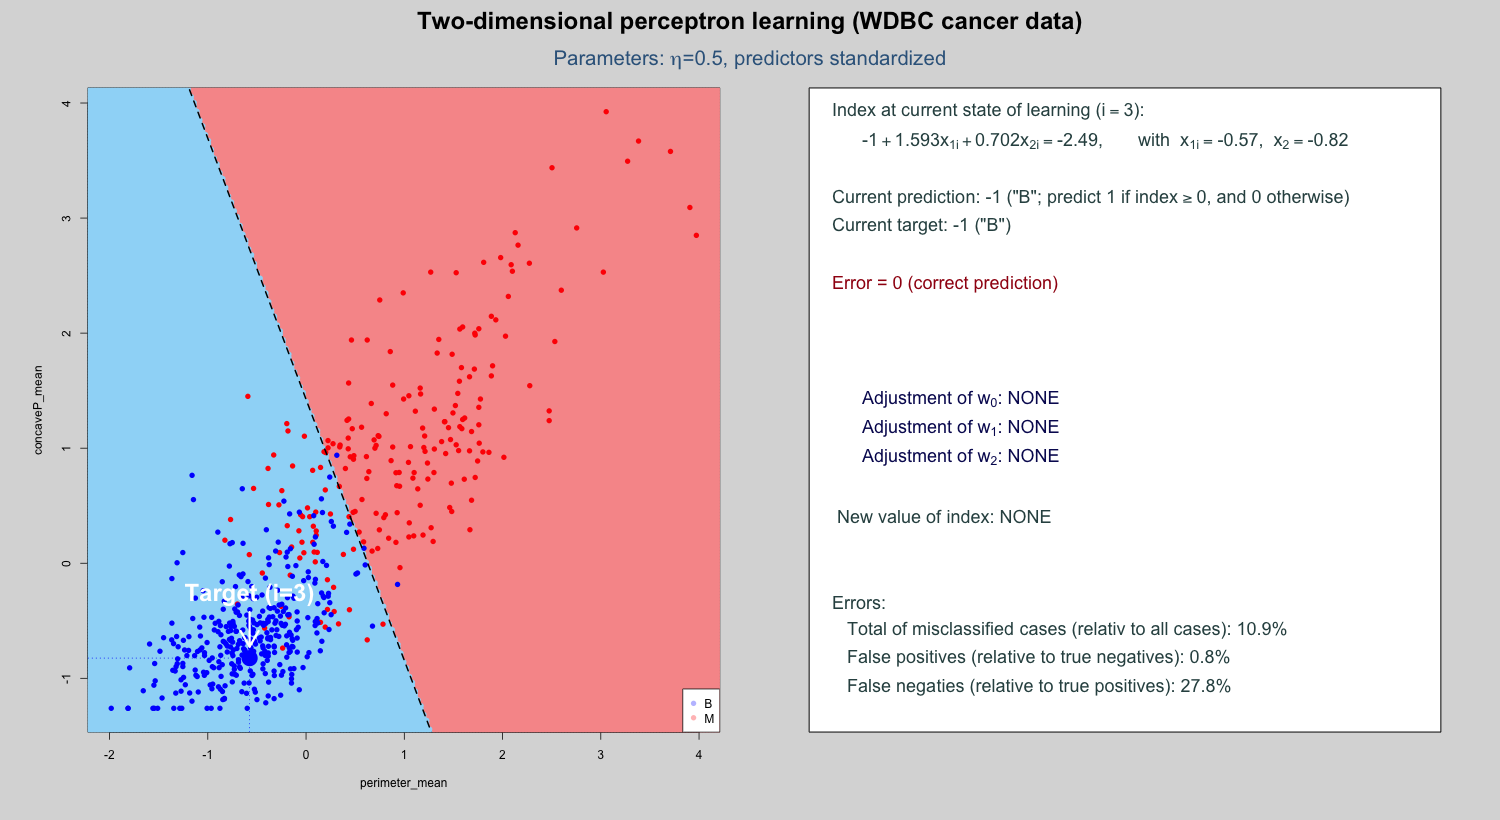 Two-dimensional perceptron learning (WDBC cancer data)
Parameters: η=0.5, predictors standardized
4
3
2
1
0
-1
concaveP_mean
Target (i=3)
B
M
-2
-1
0
1
2
3
4
perimeter_mean
Index at current state of learning (i = 3):
-1 + 1.593x1i + 0.702x2i = -2.49, with x1i = -0.57, x2 = -0.82
Current prediction: -1 ("B"; predict 1 if index ≥ 0, and 0 otherwise)
Current target: -1 ("B")
Error = 0 (correct prediction)
Adjustment of w0: NONE
Adjustment of w1: NONE
Adjustment of w2: NONE
New value of index: NONE
Errors:
Total of misclassified cases (relativ to all cases): 10.9%
False positives (relative to true negatives): 0.8%
False negaties (relative to true positives): 27.8%